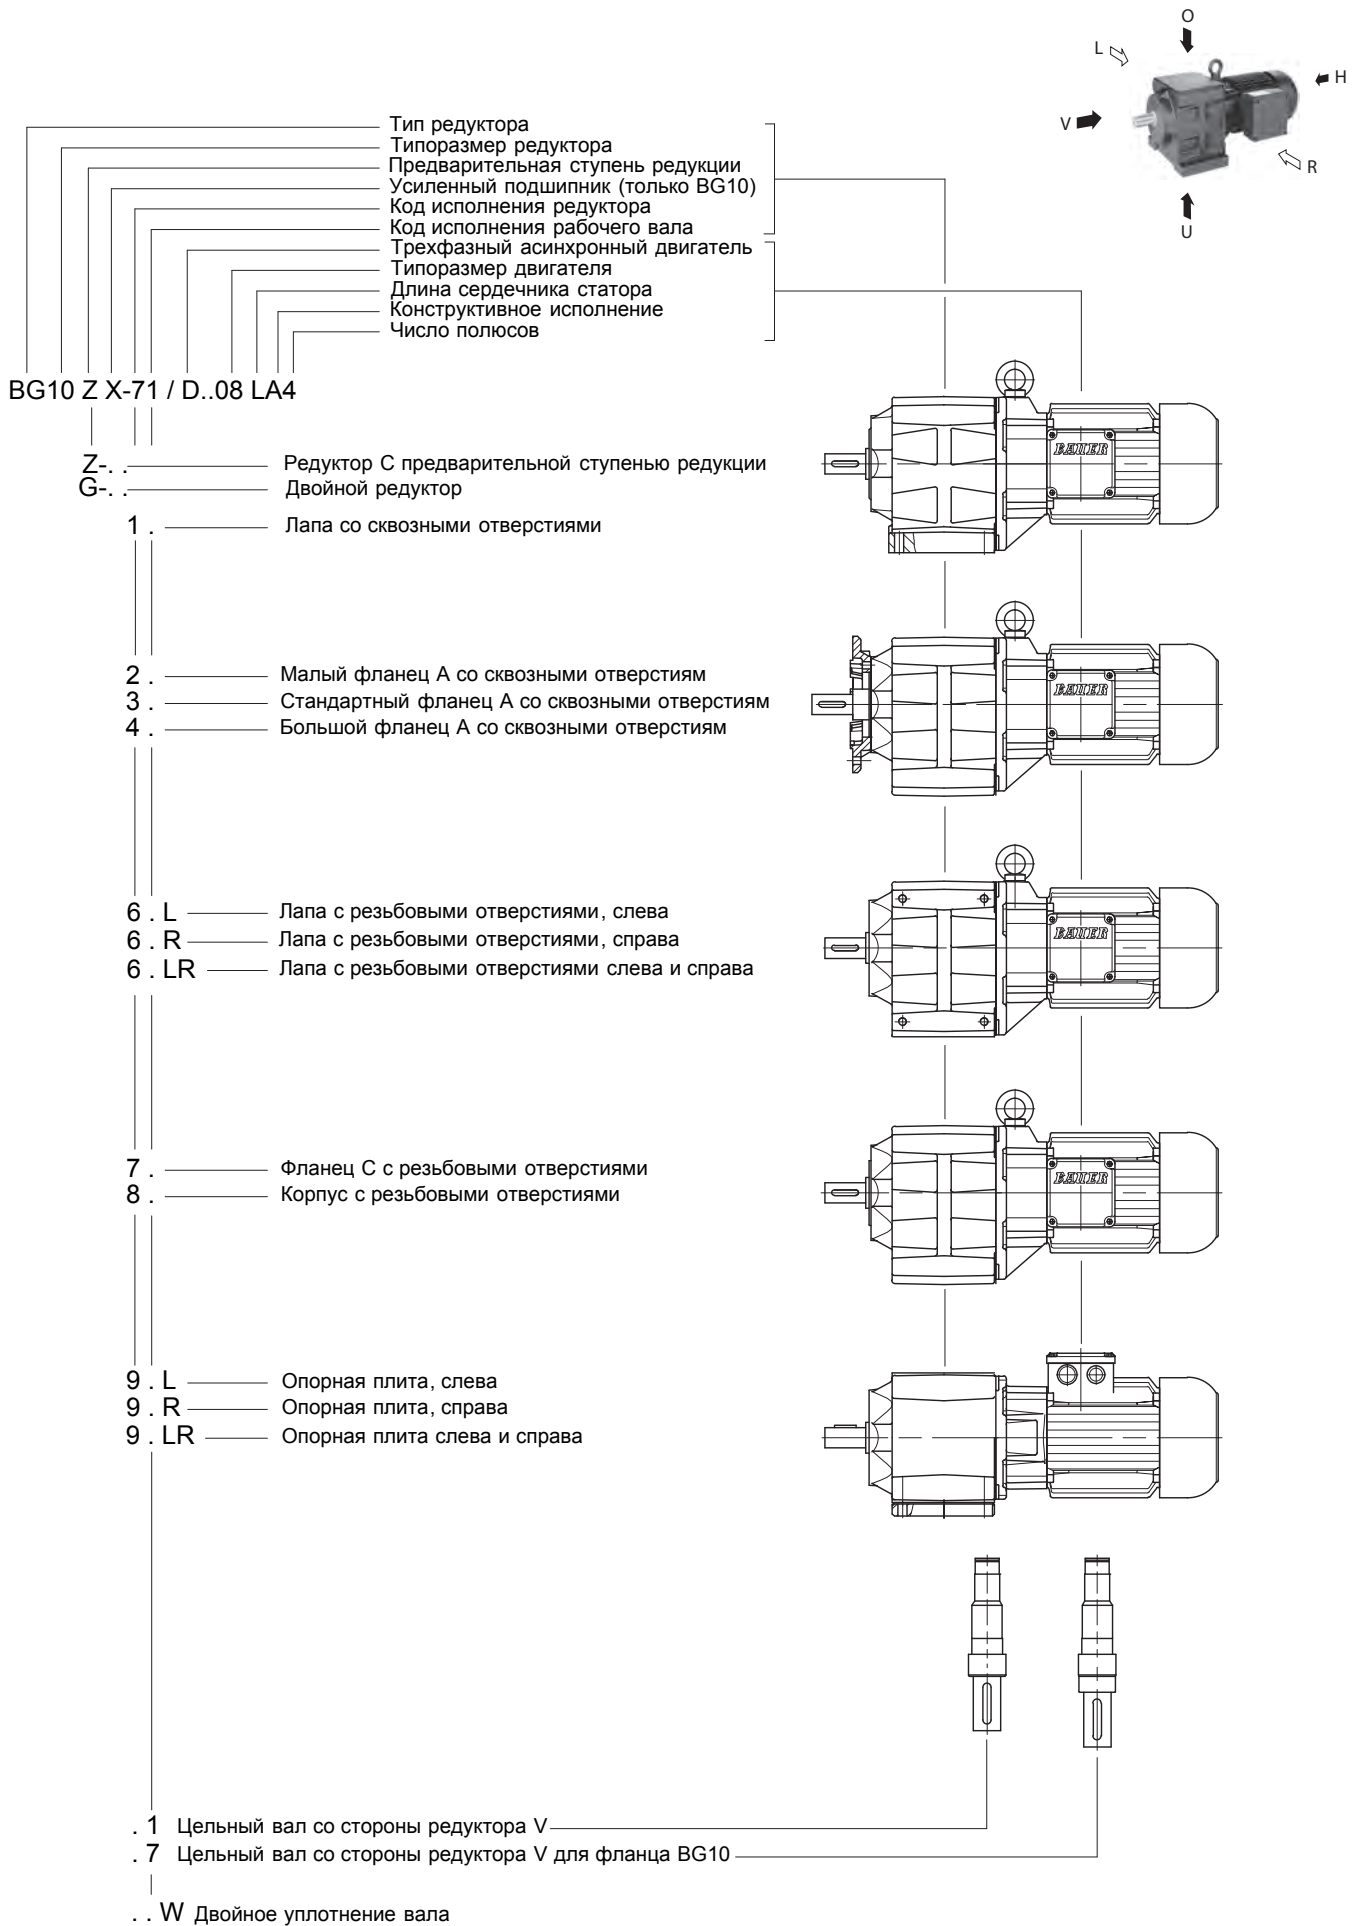 O
L
H
V
R
U
Тип редуктора
Типоразмер редуктора
Предварительная ступень редукции
Усиленный подшипник (только BG10)
Код исполнения редуктора
Код исполнения рабочего вала
Трехфазный асинхронный двигатель
Типоразмер двигателя
Длина сердечника статора
Конструктивное исполнение
Число полюсов
BG10 Z X-71 / D..08 LA4
BAUER
Z-. . Редуктор С предварительной ступенью редукции
G-. . Двойной редуктор
1 . Лапа со сквозными отверстиями
BAUER
2 . Малый фланец А со сквозными отверстиям
3 . Стандартный фланец А со сквозными отверстиям
4 . Большой фланец А со сквозными отверстиям
6 . L Лапа с резьбовыми отверстиями, слева
BAUER
6 . R Лапа с резьбовыми отверстиями, справа
6 . LR Лапа с резьбовыми отверстиями слева и справа
7 . Фланец С с резьбовыми отверстиями
BAUER
8 . Корпус с резьбовыми отверстиями
9 . L Опорная плита, слева
9 . R Опорная плита, справа
9 . LR Опорная плита слева и справа
. 1 Цельный вал со стороны редуктора V
. 7 Цельный вал со стороны редуктора V для фланца BG10
. . W Двойное уплотнение вала